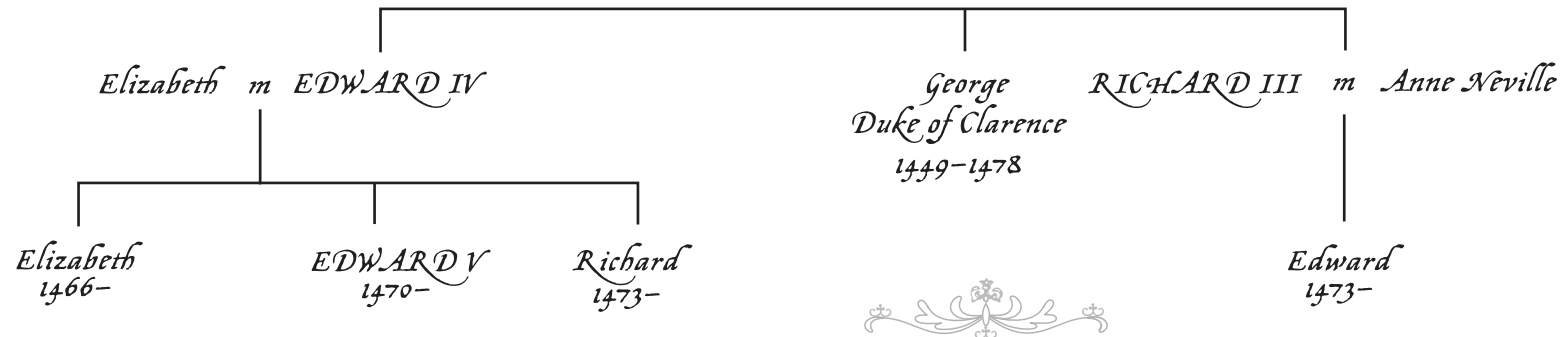 Elizabeth m EDWARD IV
George
Duke of Clarence
1449–1478
RICHARD III m Anne Neville
Elizabeth
1466–
EDWARD V
1470–
Richard
1473–
Edward
1473–